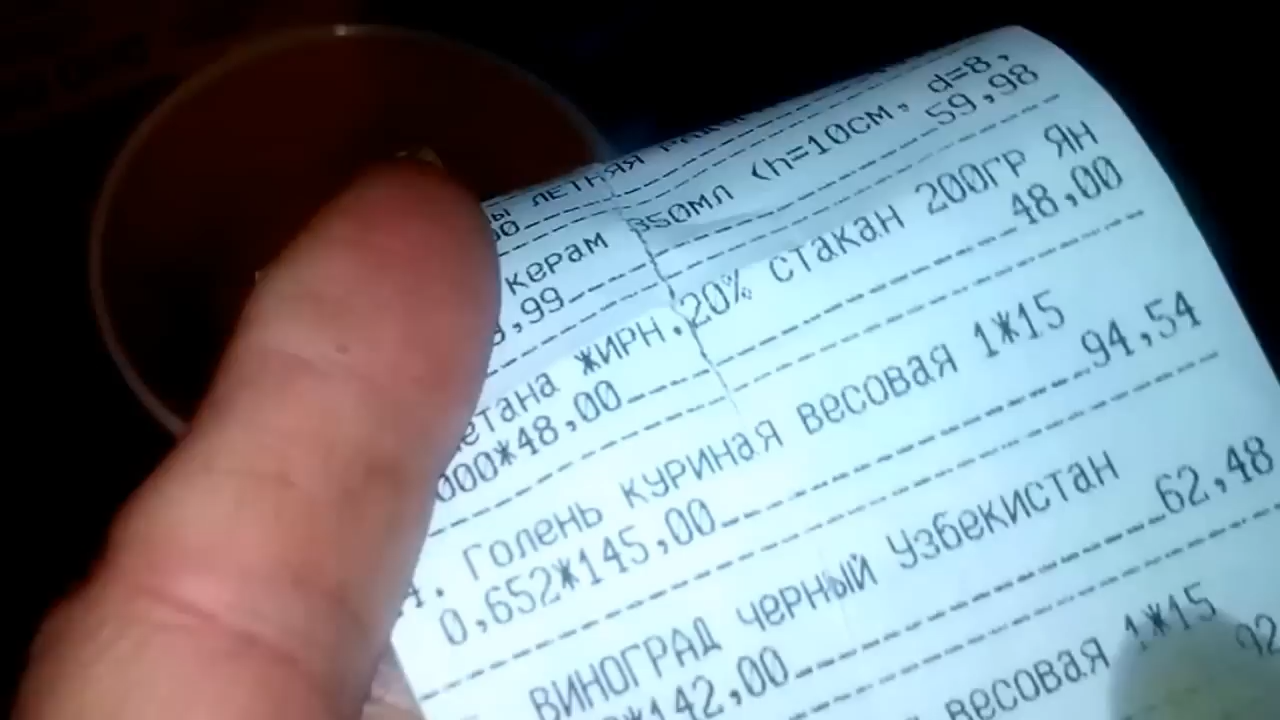 ЛЕТНЯЯ
керам 350мл (h=10см, d=8,
,99 59,98
етана ЖИРН.20% стакан 200гр ЯН
000*48,00 48,00
Голень куриная весовая 1*15
0,652*145,00 94,54
ВИНОГРАД черный Узбекистан
*142,00 62,48
весовая 1*15
92